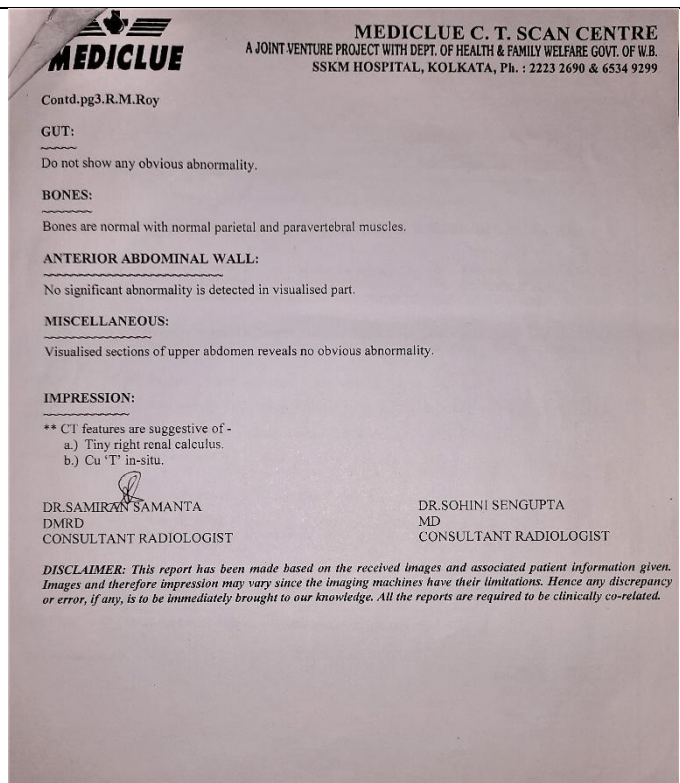 MEDICLUE
MEDICLUE C. T. SCAN CENTRE
A JOINT VENTURE PROJECT WITH DEPT. OF HEALTH & FAMILY WELFARE GOVT. OF W.B.
SSKM HOSPITAL, KOLKATA, Ph. : 2223 2690 & 6534 9299
Contd.pg3.R.M.Roy
GUT:
Do not show any obvious abnormality.
BONES:
Bones are normal with normal parietal and paravertebral muscles.
ANTERIOR ABDOMINAL WALL:
No significant abnormality is detected in visualised part.
MISCELLANEOUS:
Visualised sections of upper abdomen reveals no obvious abnormality.
IMPRESSION:
** CT features are suggestive of -
a.) Tiny right renal calculus.
b.) Cu 'T' in-situ.
DR.SAMIRAN SAMANTA
DMRD
CONSULTANT RADIOLOGIST
DR.SOHINI SENGUPTA
MD
CONSULTANT RADIOLOGIST
DISCLAIMER: This report has been made based on the received images and associated patient information given.
Images and therefore impression may vary since the imaging machines have their limitations. Hence any discrepancy
or error, if any, is to be immediately brought to our knowledge. All the reports are required to be clinically co-related.